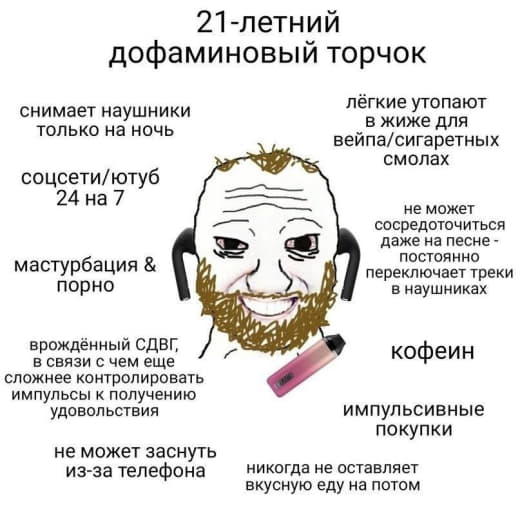 21-летний
дофаминовый торчок
снимает наушники
только на ночь
лёгкие утопают
в жиже для
вейпа/сигаретных
смолах
соцсети/ютуб
24 на 7
не может
сосредоточиться
даже на песне -
постоянно
переключает треки
в наушниках
мастурбация &
порно
врождённый СДВГ,
в связи с чем еще
сложнее контролировать
импульсы к получению
удовольствия
кофеин
импульсивные
покупки
не может заснуть
из-за телефона
никогда не оставляет
вкусную еду на потом